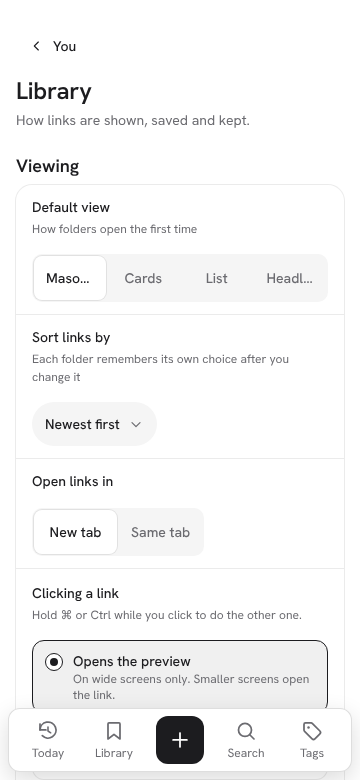 You
Library
How links are shown, saved and kept.
Viewing
Default view
How folders open the first time
Maso...
Cards
List
Headl...
Sort links by
Each folder remembers its own choice after you
change it
Newest first
Open links in
New tab
Same tab
Clicking a link
Hold ⌘ or Ctrl while you click to do the other one.
Opens the preview
On wide screens only. Smaller screens open
the link.
Today
Library
Search
Tags